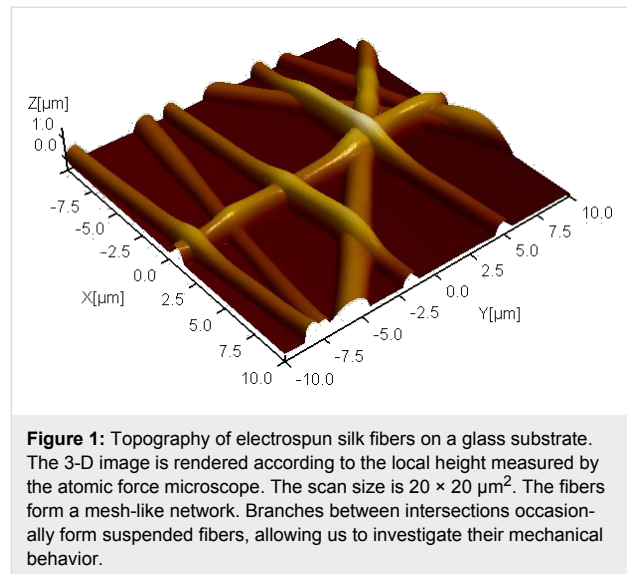 Z[µm]
1.0
0.0
-7.5
-5.0
-2.5
0.0
2.5
5.0
7.5
10.0
X[µm]
-10.0
-7.5
-5.0
-2.5
0.0
2.5
5.0
7.5
10.0
Y[µm]
Figure 1: Topography of electrospun silk fibers on a glass substrate.
The 3-D image is rendered according to the local height measured by
the atomic force microscope. The scan size is 20 × 20 µm². The fibers
form a mesh-like network. Branches between intersections occasion-
ally form suspended fibers, allowing us to investigate their mechanical
behavior.